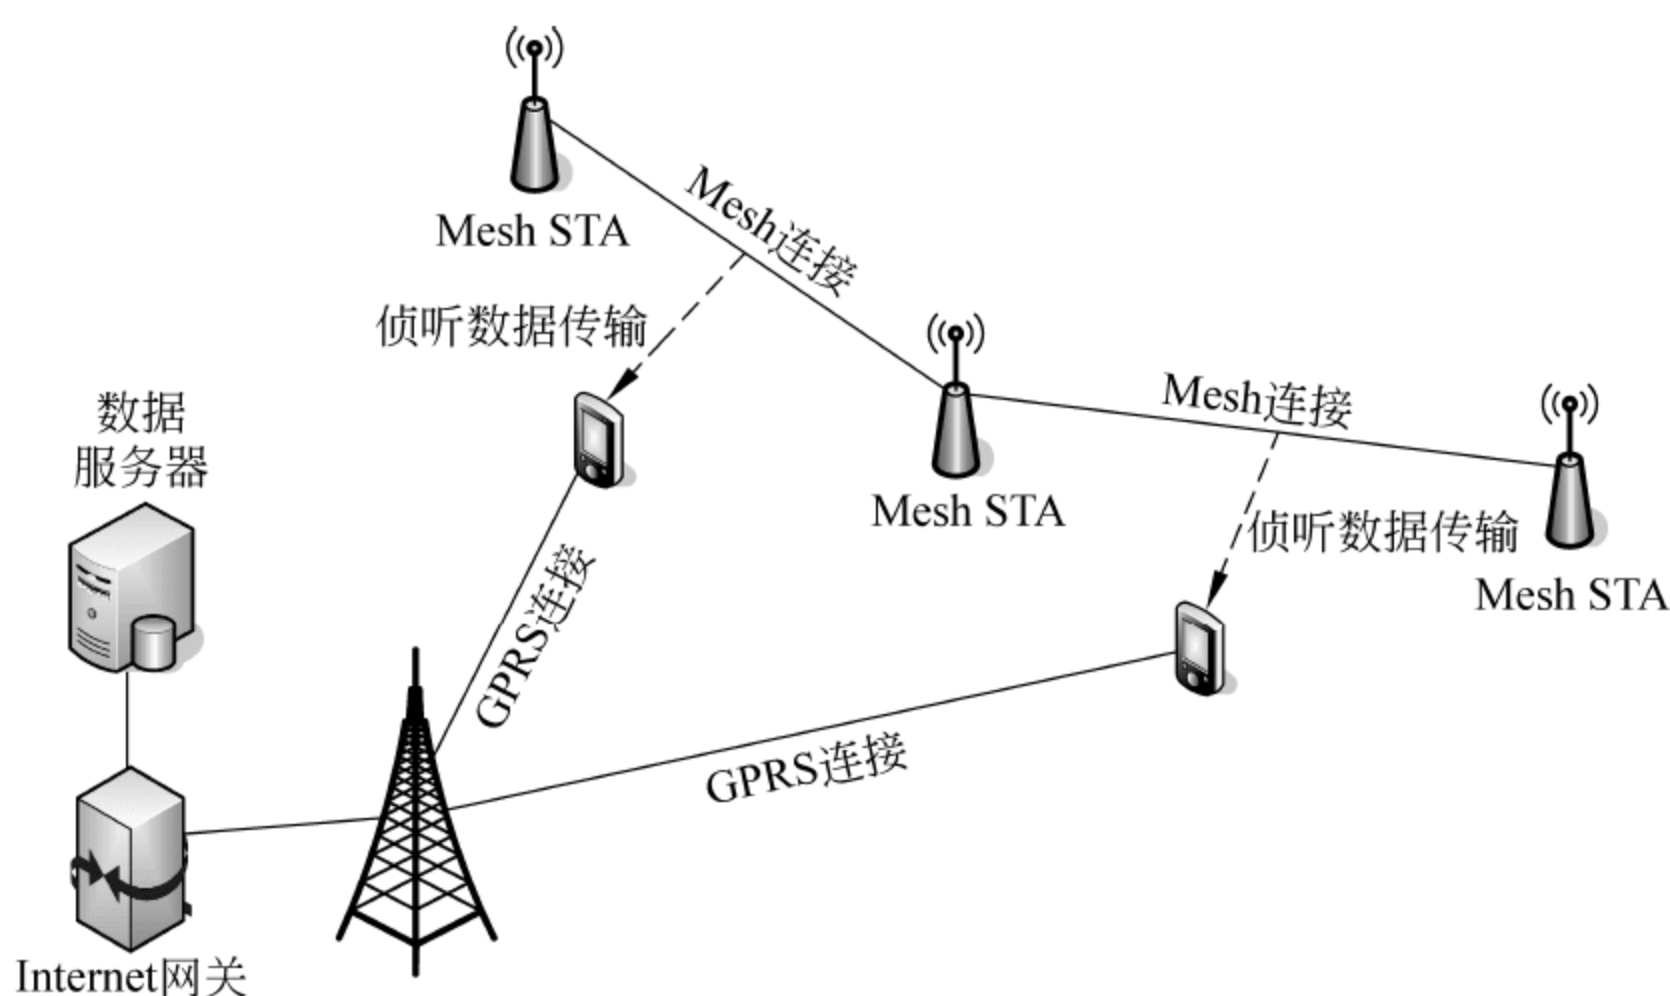 Mesh STA
Mesh连接
侦听数据传输
数据
服务器
Mesh连接
Mesh STA
侦听数据传输
Mesh STA
GPRS连接
GPRS连接
Internet网关